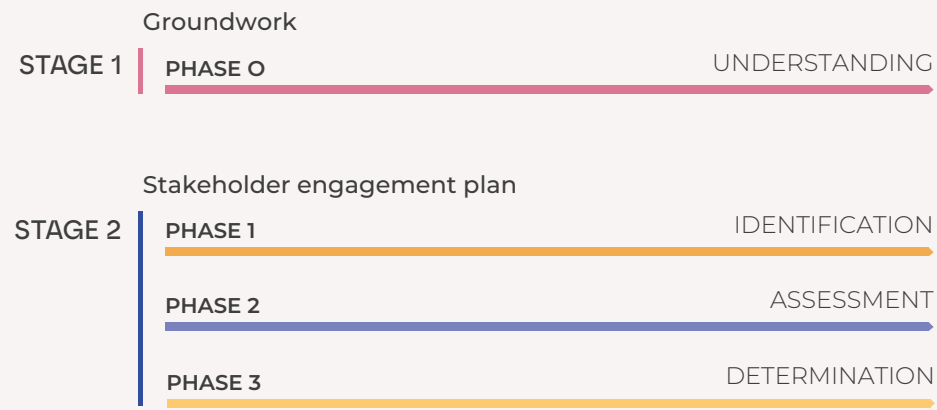 Groundwork
STAGE 1
PHASE O
UNDERSTANDING
Stakeholder engagement plan
STAGE 2
PHASE 1
IDENTIFICATION
PHASE 2
ASSESSMENT
PHASE 3
DETERMINATION